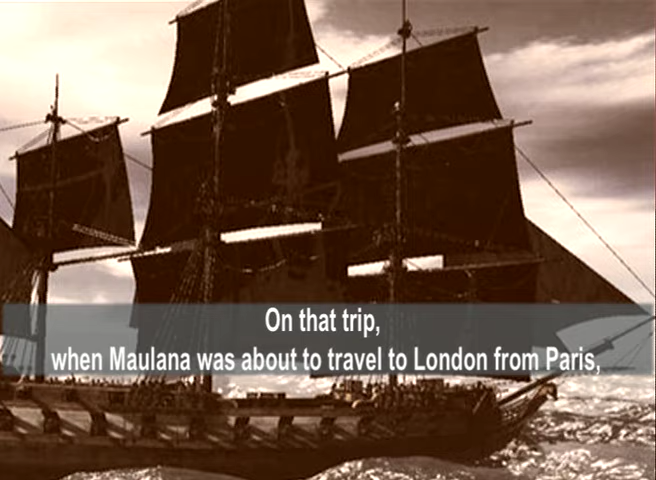 On that trip,
when Maulana was about to travel to London from Paris,